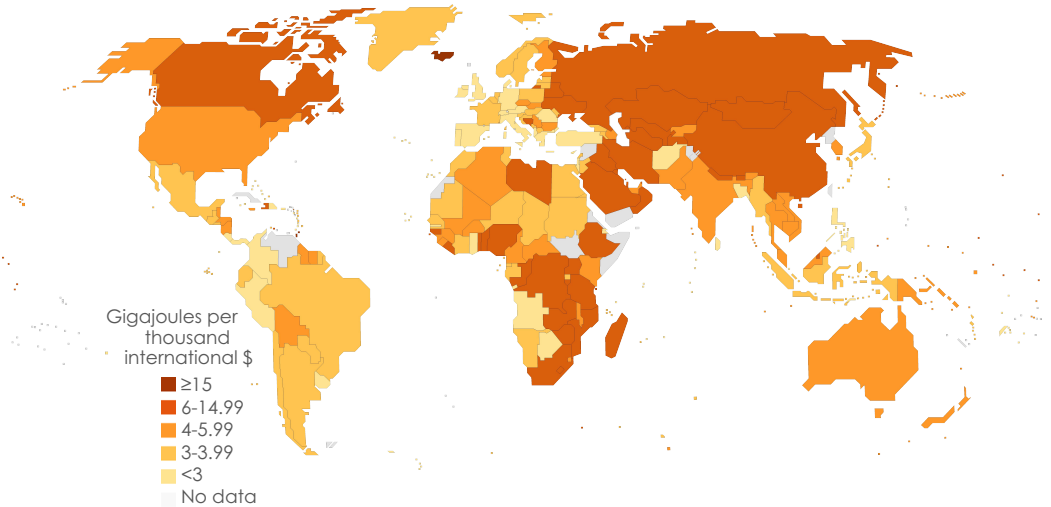 Gigajoules per
thousand
international $
≥15
6-14.99
4-5.99
3-3.99
<3
No data